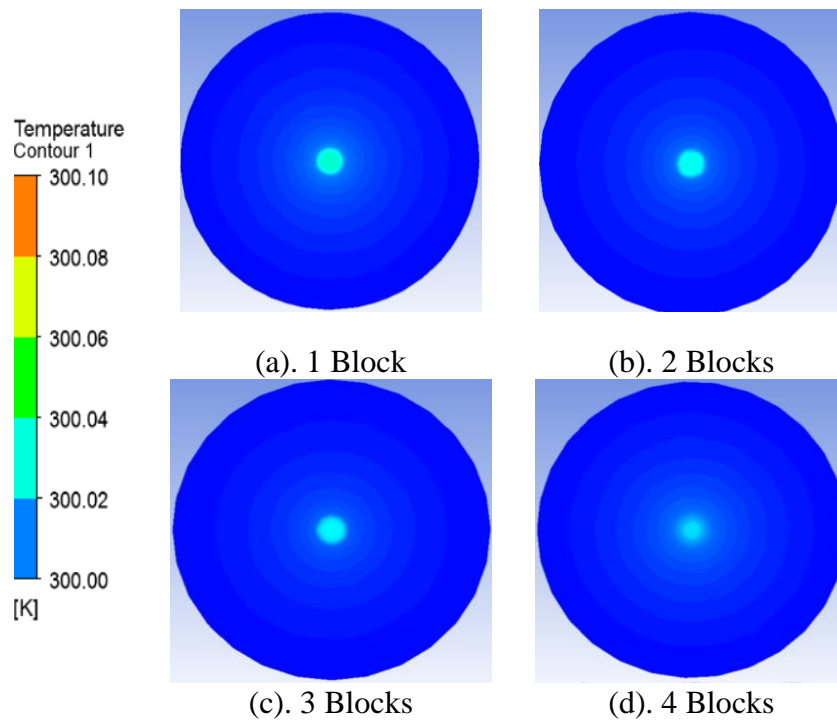 Temperature
Contour 1
300.10
300.08
300.06
300.04
300.02
300.00
[K]
(a). 1 Block
(b). 2 Blocks
(c). 3 Blocks
(d). 4 Blocks